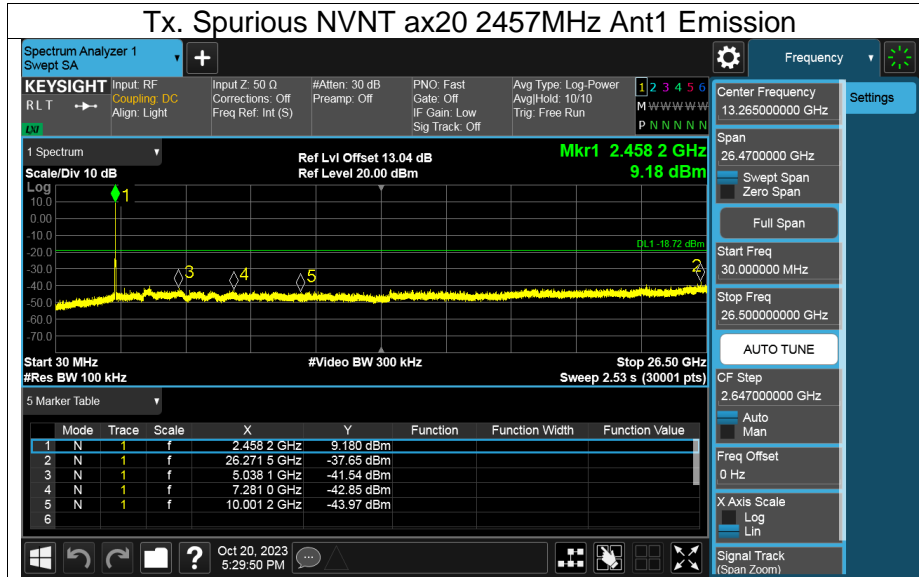 Tx. Spurious NVNT ax20 2457MHz Ant1 Emission
Spectrum Analyzer 1
Swept SA
+
Frequency
KEYSIGHT
RLT
LXI
Input: RF
Coupling: DC
Align: Light
Input Z: 50 Ω
Corrections: Off
Freq Ref: Int (S)
#Atten: 30 dB
Preamp: Off
PNO: Fast
Gate: Off
IF Gain: Low
Sig Track: Off
Avg Type: Log-Power
Avg|Hold: 10/10
Trig: Free Run
1 2 3 4 5 6
M W W W W W
P N N N N N
1 Spectrum
Scale/Div 10 dB
Ref Lvl Offset 13.04 dB
Ref Level 20.00 dBm
Mkr1 2.458 2 GHz
9.18 dBm
Log
10.0
0.00
-10.0
-20.0
-30.0
-40.0
-50.0
-60.0
-70.0
1
3
4
5
2
DL1 -18.72 dBm
Start 30 MHz
#Res BW 100 kHz
#Video BW 300 kHz
Stop 26.50 GHz
Sweep 2.53 s (30001 pts)
5 Marker Table
Mode Trace Scale X Y Function Function Width Function Value
1 N 1 f 2.458 2 GHz 9.180 dBm
2 N 1 f 26.271 5 GHz -37.65 dBm
3 N 1 f 5.038 1 GHz -41.54 dBm
4 N 1 f 7.281 0 GHz -42.85 dBm
5 N 1 f 10.001 2 GHz -43.97 dBm
6
?
Oct 20, 2023
5:29:50 PM
Center Frequency
13.265000000 GHz
Span
26.4700000 GHz
Swept Span
Zero Span
Full Span
Start Freq
30.000000 MHz
Stop Freq
26.500000000 GHz
AUTO TUNE
CF Step
2.647000000 GHz
Auto
Man
Freq Offset
0 Hz
X Axis Scale
Log
Lin
Signal Track
(Span Zoom)
Settings